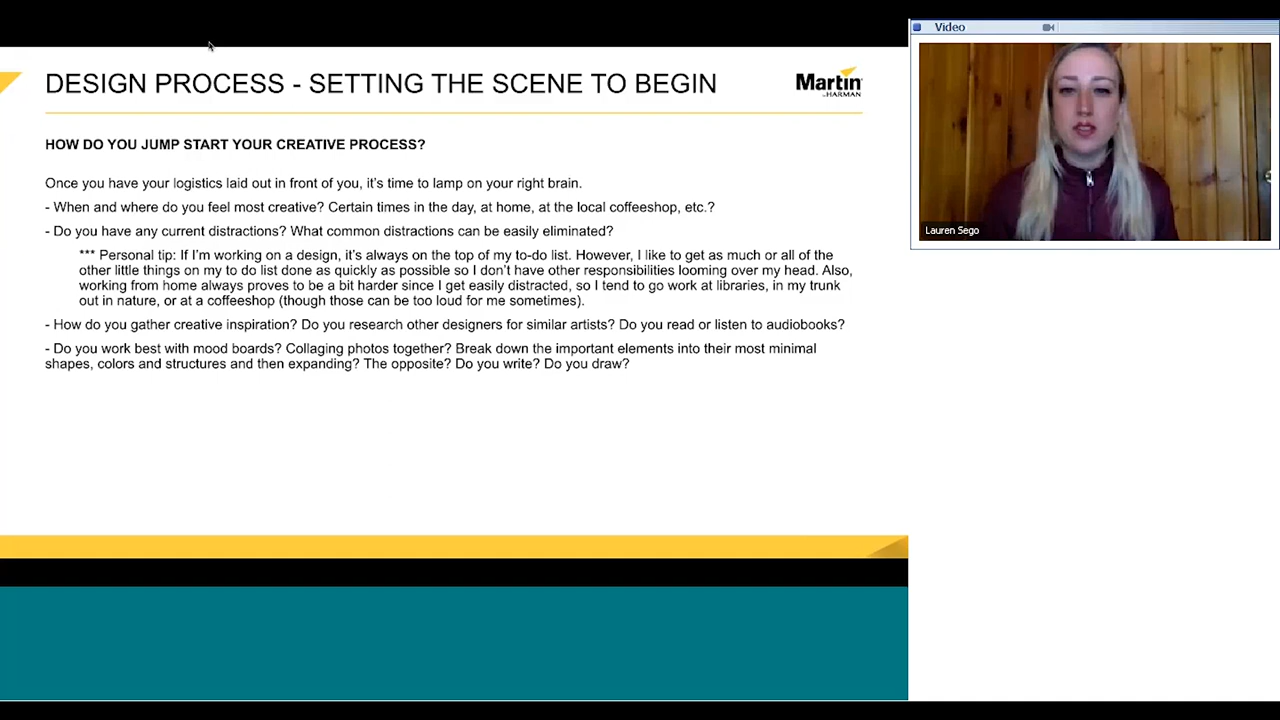 DESIGN PROCESS - SETTING THE SCENE TO BEGIN
Martin
by HARMAN
HOW DO YOU JUMP START YOUR CREATIVE PROCESS?
Once you have your logistics laid out in front of you, it's time to lamp on your right brain.
- When and where do you feel most creative? Certain times in the day, at home, at the local coffeeshop, etc.?
- Do you have any current distractions? What common distractions can be easily eliminated?
*** Personal tip: If I'm working on a design, it's always on the top of my to-do list. However, I like to get as much or all of the
other little things on my to do list done as quickly as possible so I don't have other responsibilities looming over my head. Also,
working from home always proves to be a bit harder since I get easily distracted, so I tend to go work at libraries, in my trunk
out in nature, or at a coffeeshop (though those can be too loud for me sometimes).
- How do you gather creative inspiration? Do you research other designers for similar artists? Do you read or listen to audiobooks?
- Do you work best with mood boards? Collaging photos together? Break down the important elements into their most minimal
shapes, colors and structures and then expanding? The opposite? Do you write? Do you draw?
Video
Lauren Sego